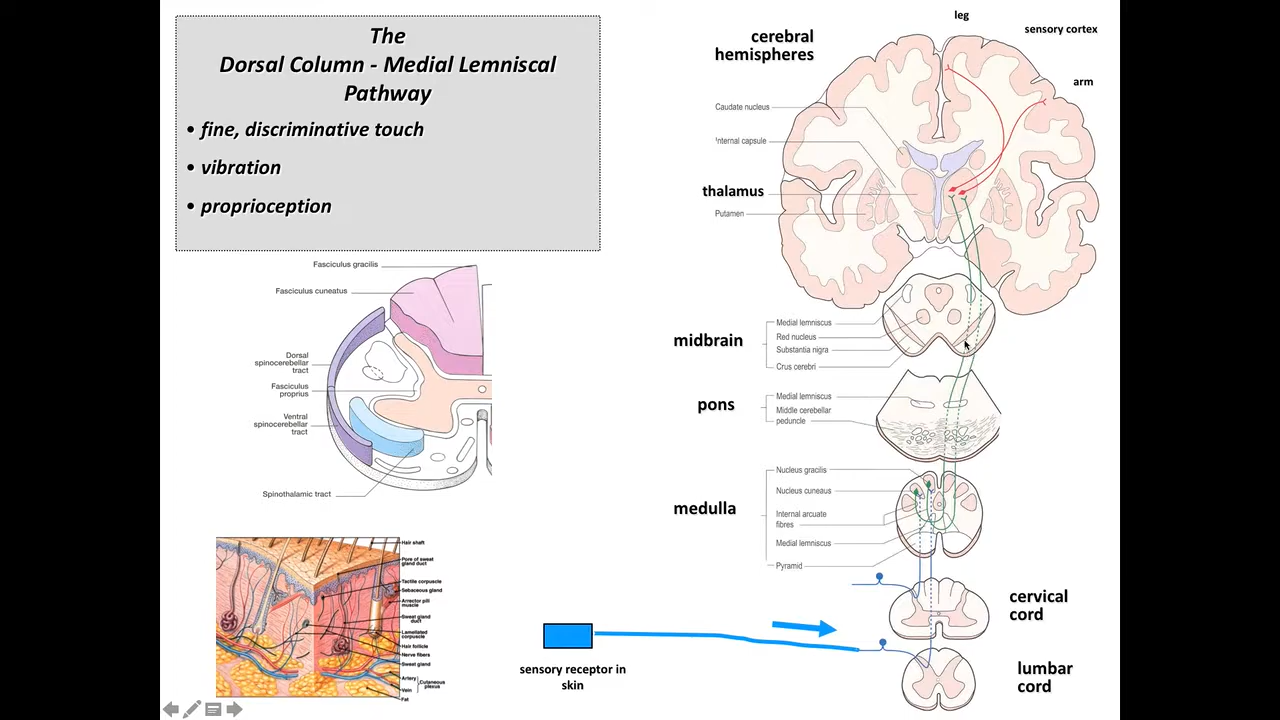 The
Dorsal Column - Medial Lemniscal
Pathway
• fine, discriminative touch
• vibration
• proprioception
Fasciculus gracilis
Fasciculus cuneatus
Dorsal
spinocerebellar
tract
Fasciculus
proprius
Ventral
spinocerebellar
tract
Spinothalamic tract
Hair shaft
Pore of sweat
gland duct
Tactile corpuscle
Sebaceous gland
Arrector pili
muscle
Sweat gland
duct
Lamellated
corpuscle
Hair follicle
Nerve fibers
Sweat gland
Artery
Vein
Cutaneous
plexus
Fat
sensory receptor in
skin
leg
sensory cortex
cerebral
hemispheres
arm
Caudate nucleus
Internal capsule
thalamus
Putamen
midbrain
Medial lemniscus
Red nucleus
Substantia nigra
Crus cerebri
pons
Medial lemniscus
Middle cerebellar
peduncle
medulla
Nucleus gracilis
Nucleus cuneaus
Internal arcuate
fibres
Medial lemniscus
Pyramid
cervical
cord
lumbar
cord